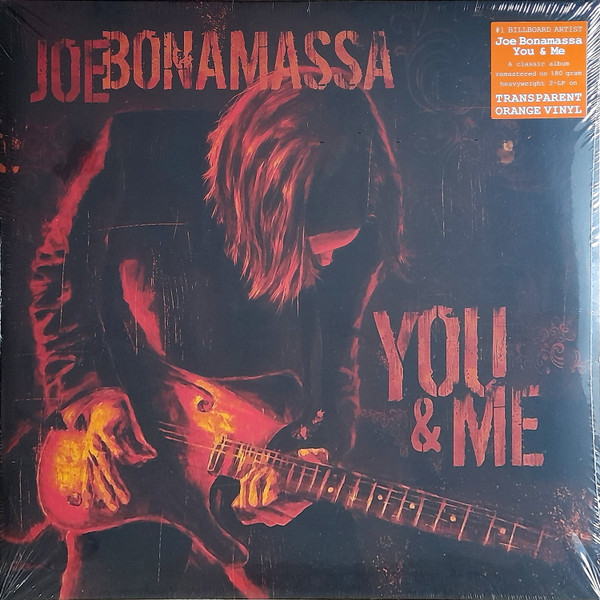 JOE BONAMASSA
#1 BILLBOARD ARTIST
Joe Bonamassa
You & Me
A classic album
remastered on 180 gram
heavyweight 2-LP on
TRANSPARENT
ORANGE VINYL
YOU
& ME